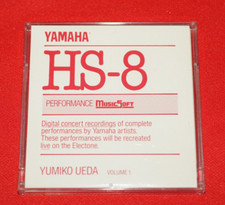 YAMAHA
HS-8
PERFORMANCE MusicSoft
Digital concert recordings of complete
performances by Yamaha artists.
These performances will be recreated
live on the Electone.
YUMIKO UEDA VOLUME 1